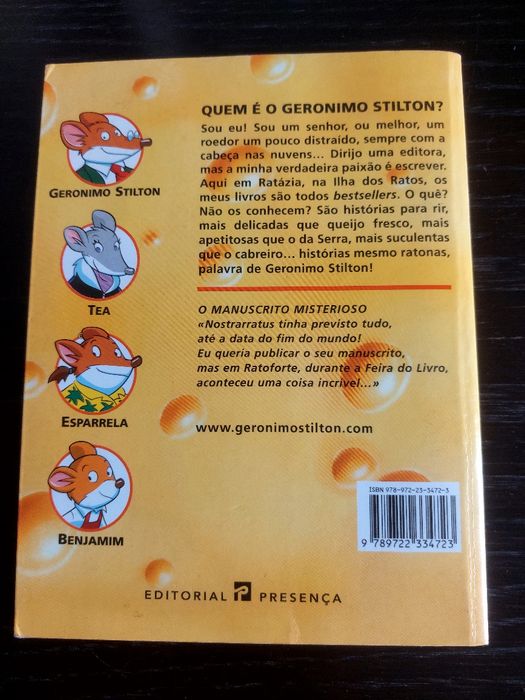 QUEM É O GERONIMO STILTON?
Sou eu! Sou um senhor, ou melhor, um
roedor um pouco distraído, sempre com a
cabeça nas nuvens... Dirijo uma editora,
mas a minha verdadeira paixão é escrever.
Aqui em Ratázia, na Ilha dos Ratos, os
meus livros são todos bestsellers. O quê?
Não os conhecem? São histórias para rir,
mais delicadas que queijo fresco, mais
apetitosas que o da Serra, mais suculentas
que o cabreiro... histórias mesmo ratonas,
palavra de Geronimo Stilton!
O MANUSCRITO MISTERIOSO
«Nostrarratus tinha previsto tudo,
até a data do fim do mundo!
Eu queria publicar o seu manuscrito,
mas em Ratoforte, durante a Feira do Livro,
aconteceu uma coisa incrível...»
www.geronimostilton.com
GERONIMO STILTON
TEA
ESPARRELA
BENJAMIM
ISBN 978-972-23-3472-3
9 789722 334723
EDITORIAL PRESENÇA